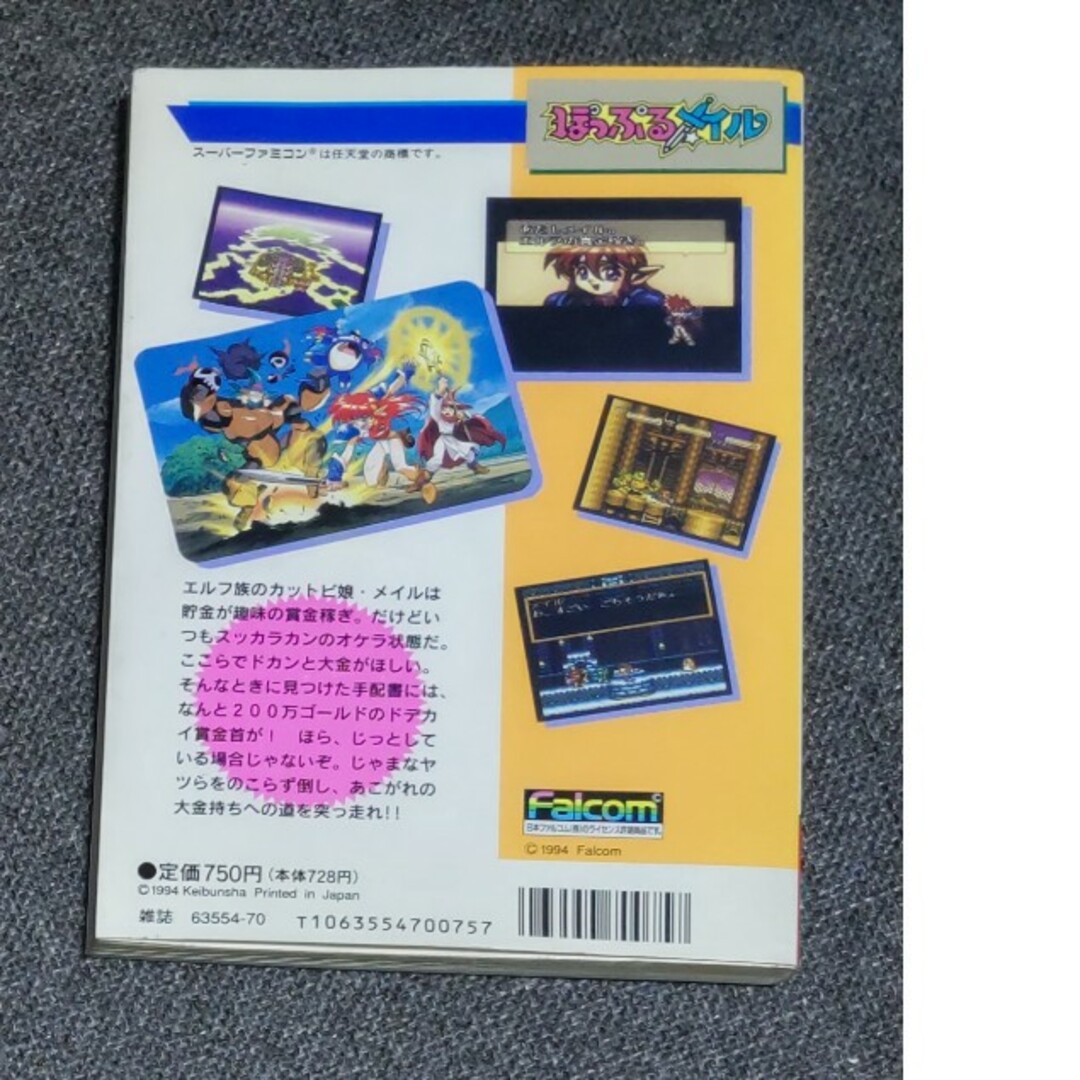 ぽっぷるメイル
スーパーファミコン®は任天堂の商標です。
エルフ族のカットビ娘・メイルは
貯金が趣味の賞金稼ぎ。だけどい
つもスッカラカンのオケラ状態だ。
ここらでドカンと大金がほしい。
そんなときに見つけた手配書には、
なんと200万ゴールドのドデカ
イ賞金首が! ほら、じっとして
いる場合じゃないぞ。じゃまなヤ
ツらをのこらず倒し、あこがれの
大金持ちへの道を突っ走れ!!
Falcom©
日本ファルコム(株)のライセンス許諾商品です。
©1994 Falcom
●定価750円(本体728円)
©1994 Keibunsha Printed in Japan
雑誌 63554-70
T1063554700757